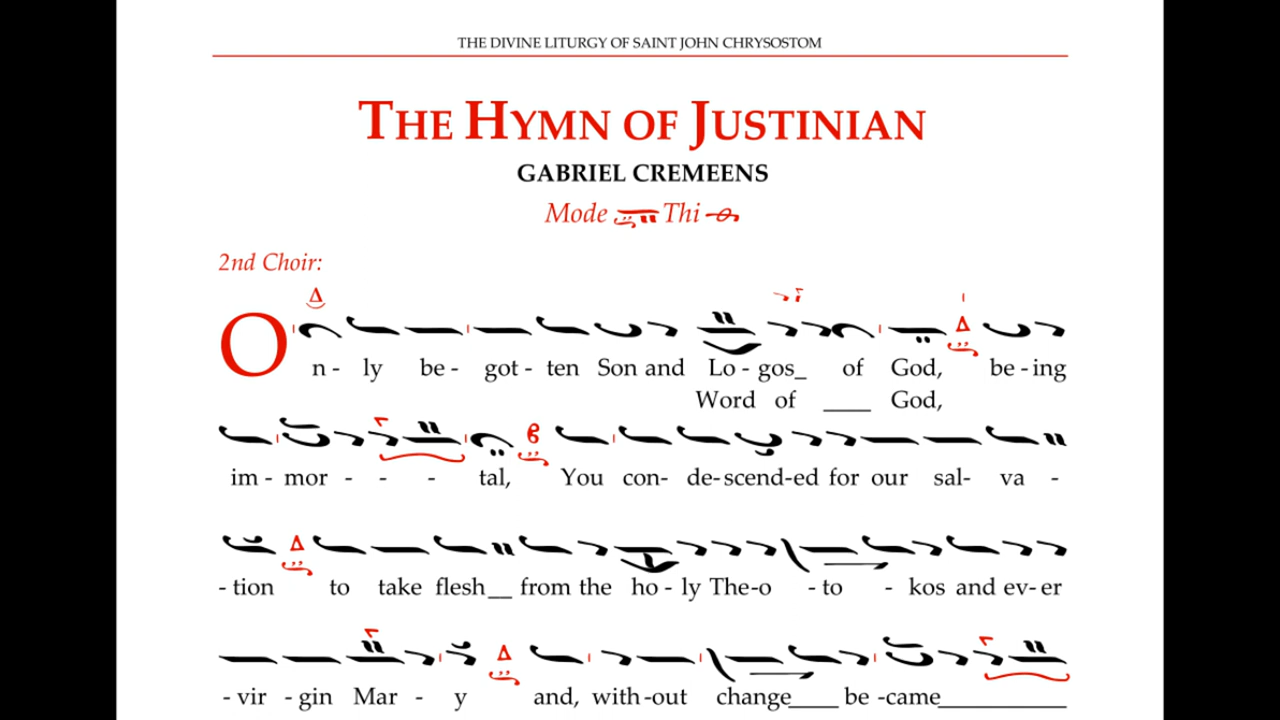 THE DIVINE LITURGY OF SAINT JOHN CHRYSOSTOM
THE HYMN OF JUSTINIAN
GABRIEL CREMEENS
Mode Thi
2nd Choir:
Δ
On - ly be - got - ten Son and Lo - gos_ of God, Δ be - ing
Word of ____ God,
im - mor - - - tal, You con- de-scend-ed for our sal- va -
- tion Δ to take flesh__ from the ho - ly The-o - to - kos and ev-er
- vir - gin Mar - y Δ and, with -out change____ be -came___________